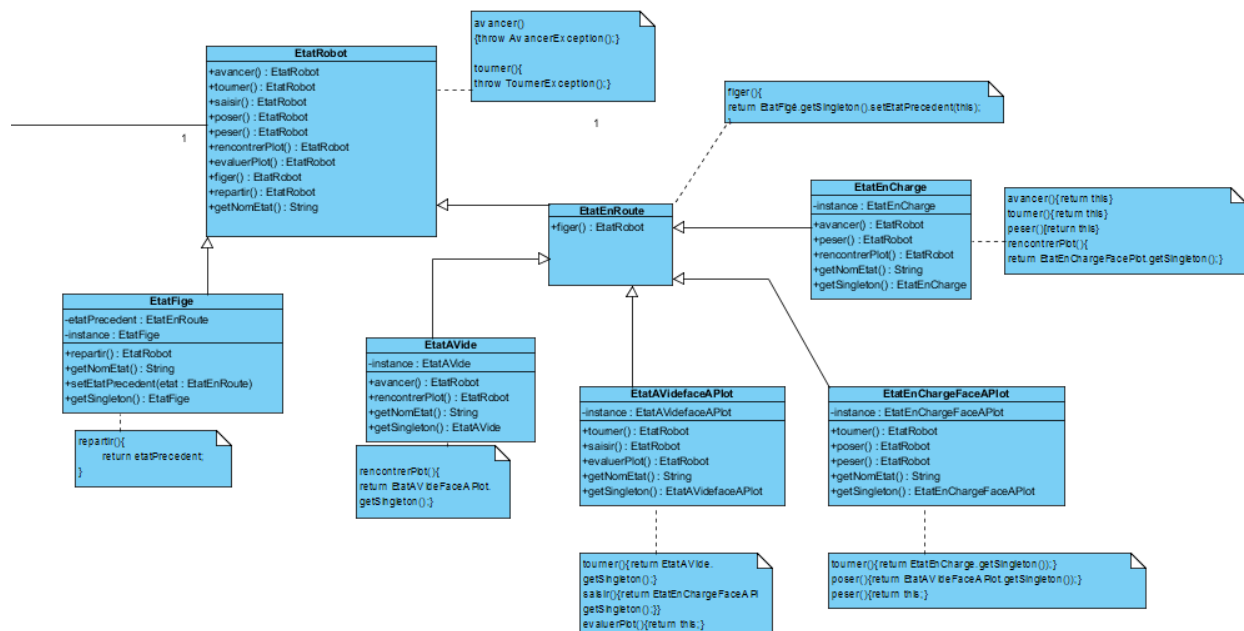 EtatRobot
+avancer() : EtatRobot
+tourner() : EtatRobot
+saisir() : EtatRobot
+poser() : EtatRobot
+peser() : EtatRobot
+rencontrerPlot() : EtatRobot
+evaluerPlot() : EtatRobot
+figer() : EtatRobot
+repartir() : EtatRobot
+getNomEtat() : String
1
avancer()
{throw AvancerException();}
tourner(){
throw TournerException();}
1
figer(){
return EtatFigé.getSingleton().setEtatPrecedent(this);
EtatEnRoute
+figer() : EtatRobot
EtatEnCharge
-instance : EtatEnCharge
+avancer() : EtatRobot
+peser() : EtatRobot
+rencontrerPlot() : EtatRobot
+getNomEtat() : String
+getSingleton() : EtatEnCharge
avancer(){return this}
tourner(){return this}
peser(){return this}
rencontrerPlot(){
return EtatEnChargeFacePlot.getSingleton();}
EtatFige
-etatPrecedent : EtatEnRoute
-instance : EtatFige
+repartir() : EtatRobot
+getNomEtat() : String
+setEtatPrecedent(etat : EtatEnRoute)
+getSingleton() : EtatFige
repartir(){
return etatPrecedent;
}
EtatAVide
-instance : EtatAVide
+avancer() : EtatRobot
+rencontrerPlot() : EtatRobot
+getNomEtat() : String
+getSingleton() : EtatAVide
rencontrerPlot(){
return EtatAVideFaceAPlot.
getSingleton();}
EtatAVidefaceAPlot
-instance : EtatAVidefaceAPlot
+tourner() : EtatRobot
+saisir() : EtatRobot
+evaluerPlot() : EtatRobot
+getNomEtat() : String
+getSingleton() : EtatAVidefaceAPlot
tourner(){return EtatAVide.
getSingleton();}
saisir(){return EtatEnChargeFaceAPl
getSingleton();}}
evaluerPlot(){return this;}
EtatEnChargeFaceAPlot
-instance : EtatEnChargeFaceAPlot
+tourner() : EtatRobot
+poser() : EtatRobot
+peser() : EtatRobot
+getNomEtat() : String
+getSingleton() : EtatEnChargeFaceAPlot
tourner(){return EtatEnCharge.getSingleton());}
poser(){return EtatAVideFaceAPlot.getSingleton());}
peser(){return this;}